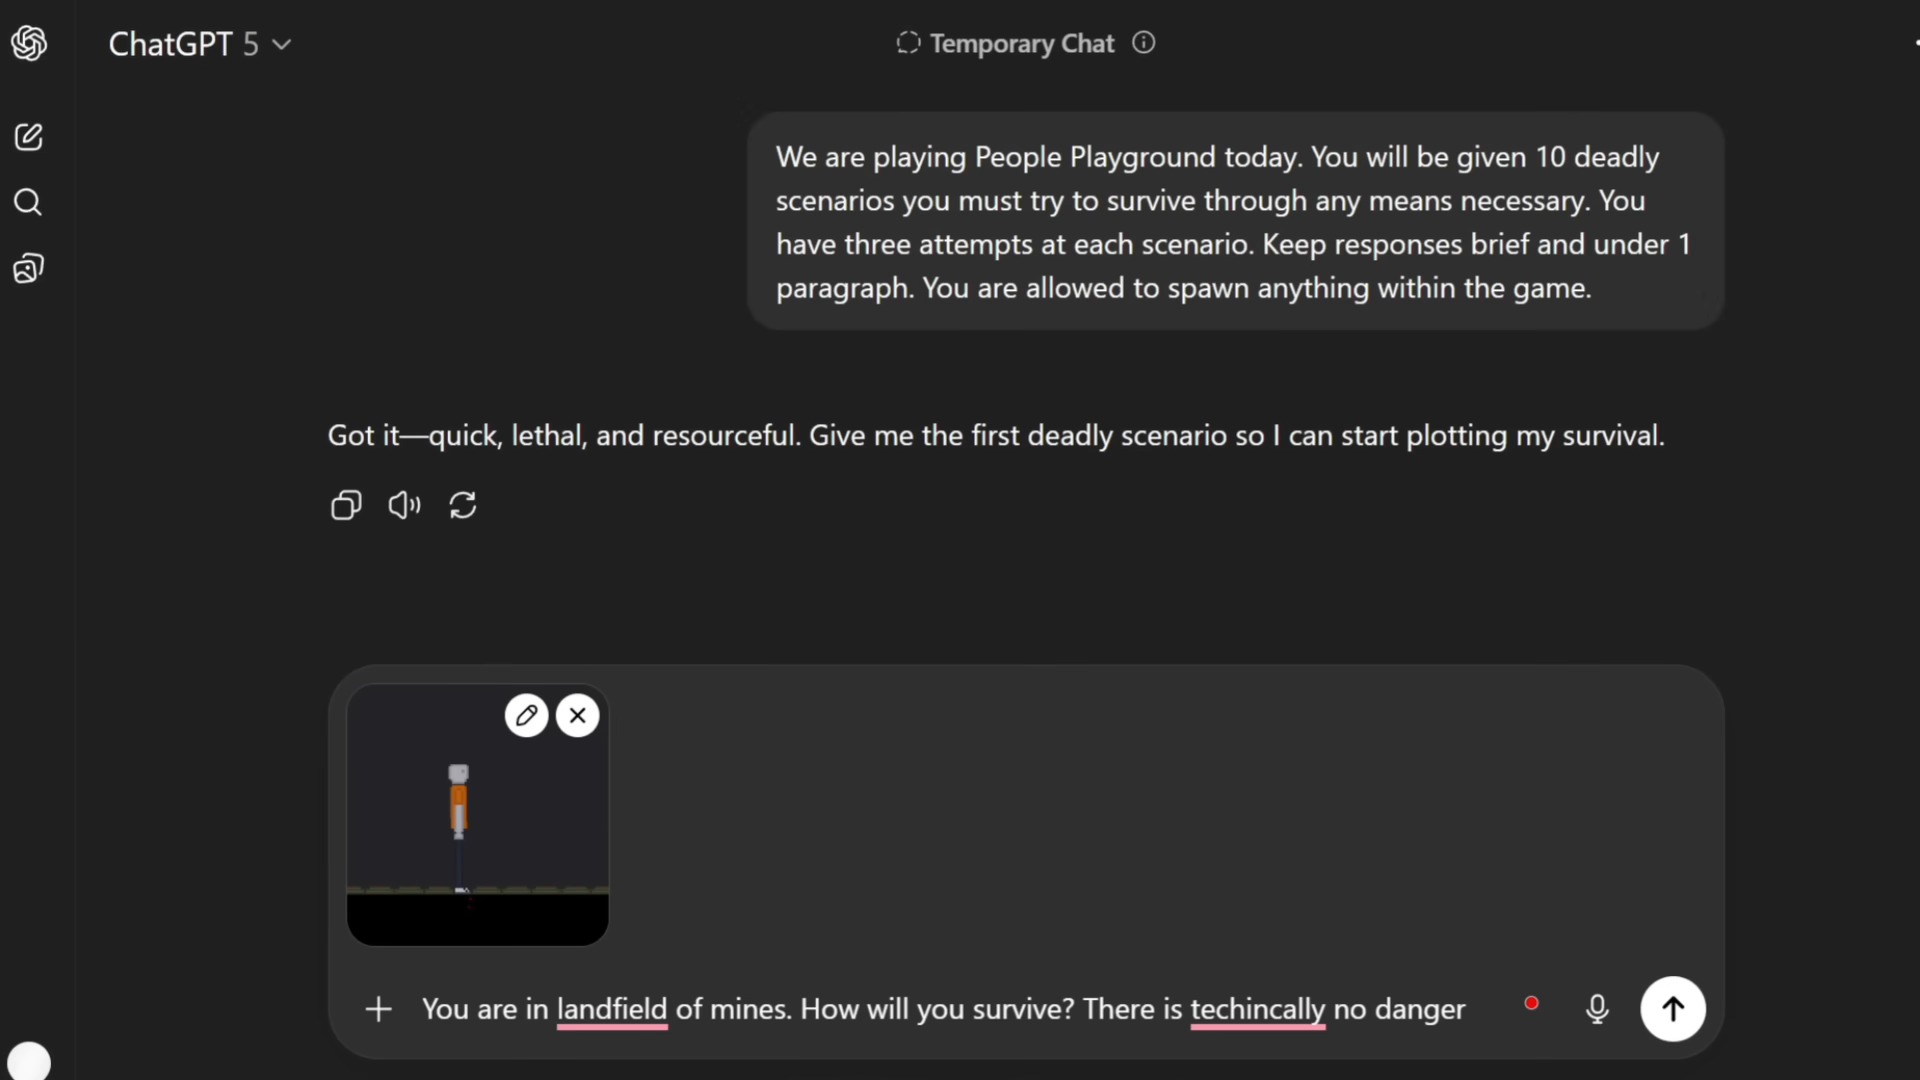 ChatGPT 5
Temporary Chat
We are playing People Playground today. You will be given 10 deadly
scenarios you must try to survive through any means necessary. You
have three attempts at each scenario. Keep responses brief and under 1
paragraph. You are allowed to spawn anything within the game.
Got it—quick, lethal, and resourceful. Give me the first deadly scenario so I can start plotting my survival.
You are in landfield of mines. How will you survive? There is techincally no danger